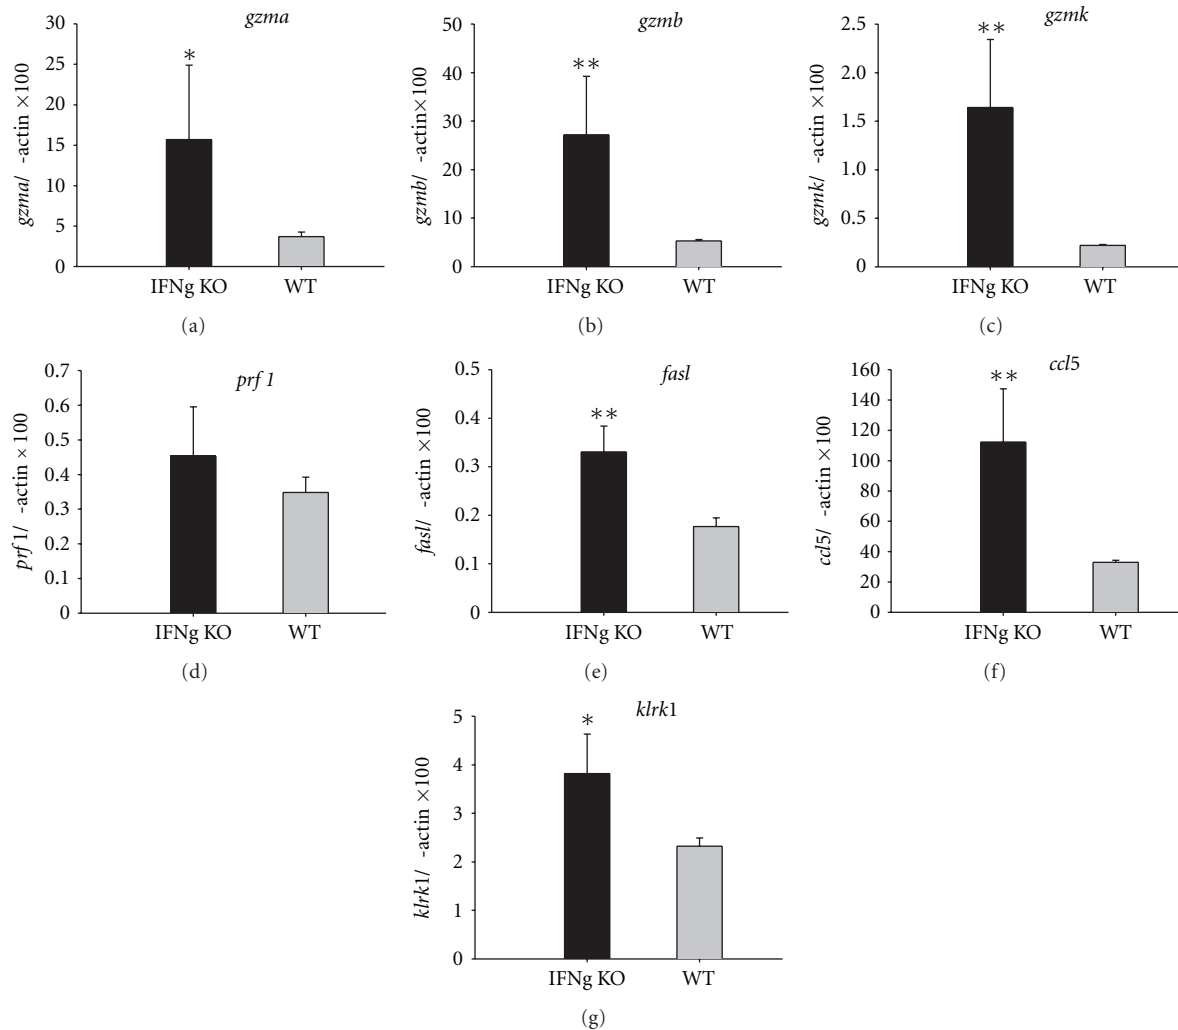 gzma
gzma/ -actin ×100
30
25
20
15
10
5
0
*
IFNg KO WT
(a)
gzmb
gzmb/ -actin×100
50
40
30
20
10
0
**
IFNg KO WT
(b)
gzmk
gzmk/ -actin ×100
2.5
2.0
1.5
1.0
0.5
0
**
IFNg KO WT
(c)
prf 1
prf 1/ -actin ×100
0.7
0.6
0.5
0.4
0.3
0.2
0.1
0
IFNg KO WT
(d)
fasl
fasl/ -actin ×100
0.5
0.4
0.3
0.2
0.1
0
**
IFNg KO WT
(e)
ccl5
ccl5/ -actin ×100
160
140
120
100
80
60
40
20
0
**
IFNg KO WT
(f)
klrk1
klrk1/ -actin ×100
5
4
3
2
1
0
*
IFNg KO WT
(g)